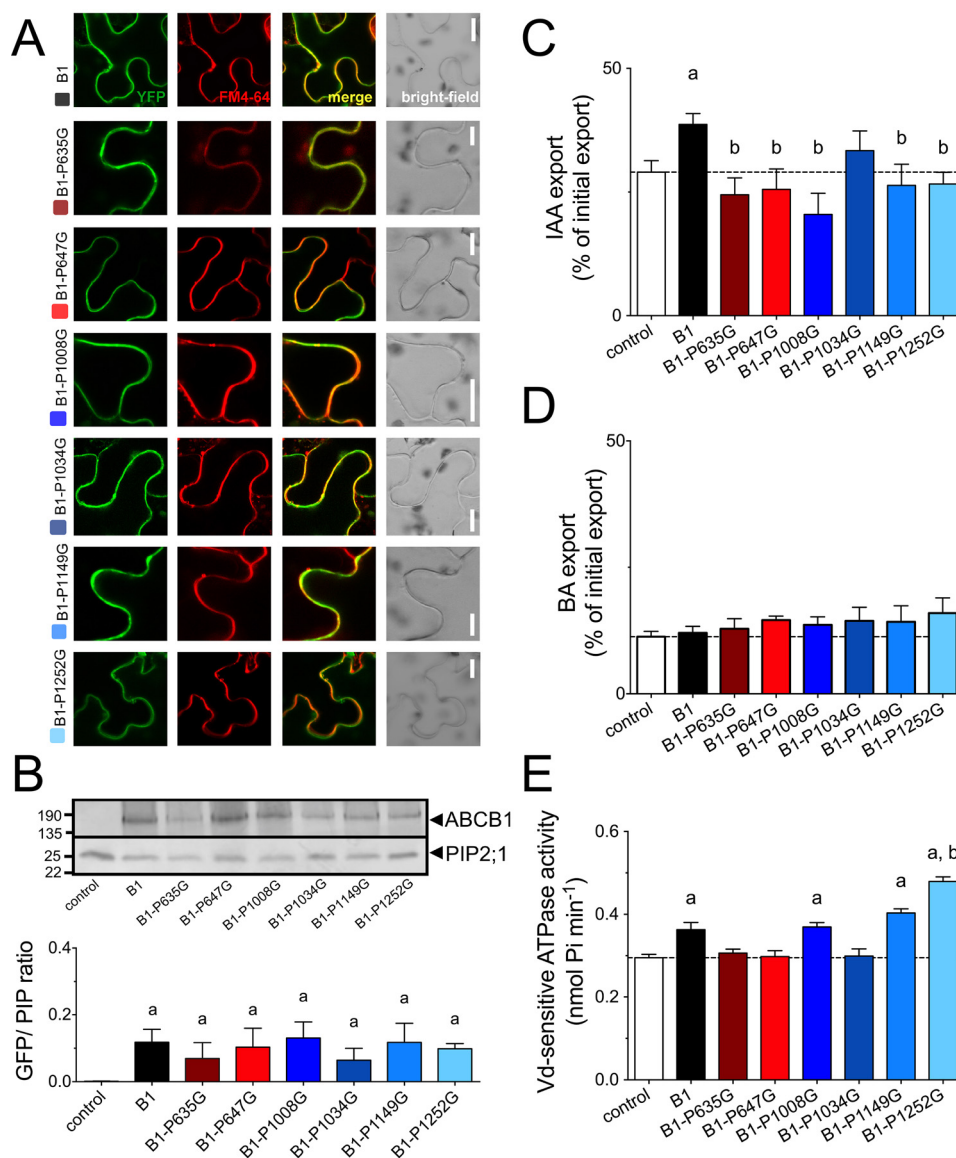 A
B1
YFP
FM4-64
merge
bright-field
B1-P635G
B1-P647G
B1-P1008G
B1-P1034G
B1-P1149G
B1-P1252G
B
190
135
25
22
ABCB1
PIP2;1
control
B1
B1-P635G
B1-P647G
B1-P1008G
B1-P1034G
B1-P1149G
B1-P1252G
GFP/ PIP ratio
0.4
0.2
0.0
a
a
a
a
a
a
a
control
B1
B1-P635G
B1-P647G
B1-P1008G
B1-P1034G
B1-P1149G
B1-P1252G
C
IAA export
(% of initial export)
50
0
a
b
b
b
b
b
control
B1
B1-P635G
B1-P647G
B1-P1008G
B1-P1034G
B1-P1149G
B1-P1252G
D
BA export
(% of initial export)
50
0
control
B1
B1-P635G
B1-P647G
B1-P1008G
B1-P1034G
B1-P1149G
B1-P1252G
E
Vd-sensitive ATPase activity
(nmol Pi min⁻¹)
0.6
0.4
0.2
0.0
a
a
a
a, b
control
B1
B1-P635G
B1-P647G
B1-P1008G
B1-P1034G
B1-P1149G
B1-P1252G